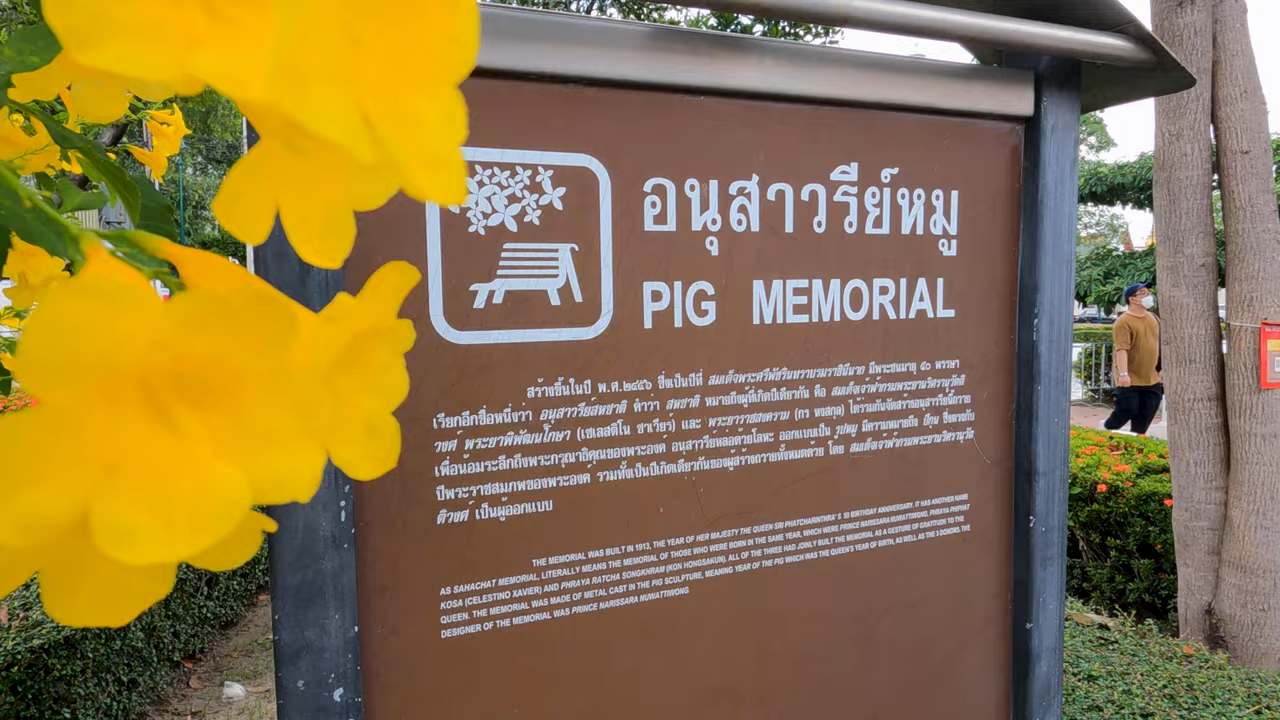 อนุสาวรีย์หมู
PIG MEMORIAL
สร้างขึ้นในปี พ.ศ.๒๔๕๖ ซึ่งเป็นปีที่ สมเด็จพระศรีพัชรินทราบรมราชินีนาถ มีพระชนมายุ ๕๐ พรรษา
เรียกอีกชื่อหนึ่งว่า อนุสาวรีย์สหชาติ คำว่า สหชาติ หมายถึงผู้ที่เกิดปีเดียวกัน คือ สมเด็จเจ้าฟ้ากรมพระยานริศรานุวัดติ
วงศ์ พระยาพิพัฒน์โกษา (เซเลสติโน ซาเวียร์) และ พระยาราชสงคราม (กร หงสกุล) ได้ร่วมกันจัดสร้างอนุสาวรีย์นี้ถวาย
เพื่อน้อมระลึกถึงพระกรุณาธิคุณของพระองค์ อนุสาวรีย์หล่อด้วยโลหะ ออกแบบเป็น รูปหมู มีความหมายถึง ปีกุน ซึ่งตรงกับ
ปีพระราชสมภพของพระองค์ รวมทั้งเป็นปีเกิดเดียวกันของผู้สร้างถวายทั้งหมดด้วย โดย สมเด็จเจ้าฟ้ากรมพระยานริศรานุวัด
ติวงศ์ เป็นผู้ออกแบบ
THE MEMORIAL WAS BUILT IN 1913, THE YEAR OF HER MAJESTY THE QUEEN SRI PHATCHARINTHRA'S 50 BIRTHDAY ANNIVERSARY. IT HAS ANOTHER NAME
AS SAHACHAT MEMORIAL, LITERALLY MEANS THE MEMORIAL OF THOSE WHO WERE BORN IN THE SAME YEAR, WHICH WERE PRINCE NARISSARA NUWATTIWONG, PHRAYA PHIPHAT
KOSA (CELESTINO XAVIER) AND PHRAYA RATCHA SONGKHRAM (KON HONGSAKUN). ALL OF THE THREE HAD JOINLY BUILT THE MEMORIAL AS A GESTURE OF GRATITUDE TO THE
QUEEN. THE MEMORIAL WAS MADE OF METAL CAST IN THE PIG SCULPTURE, MEANING YEAR OF THE PIG WHICH WAS THE QUEEN'S YEAR OF BIRTH, AS WELL AS THE 3 DONORS. THE
DESIGNER OF THE MEMORIAL WAS PRINCE NARISSARA NUWATTIWONG